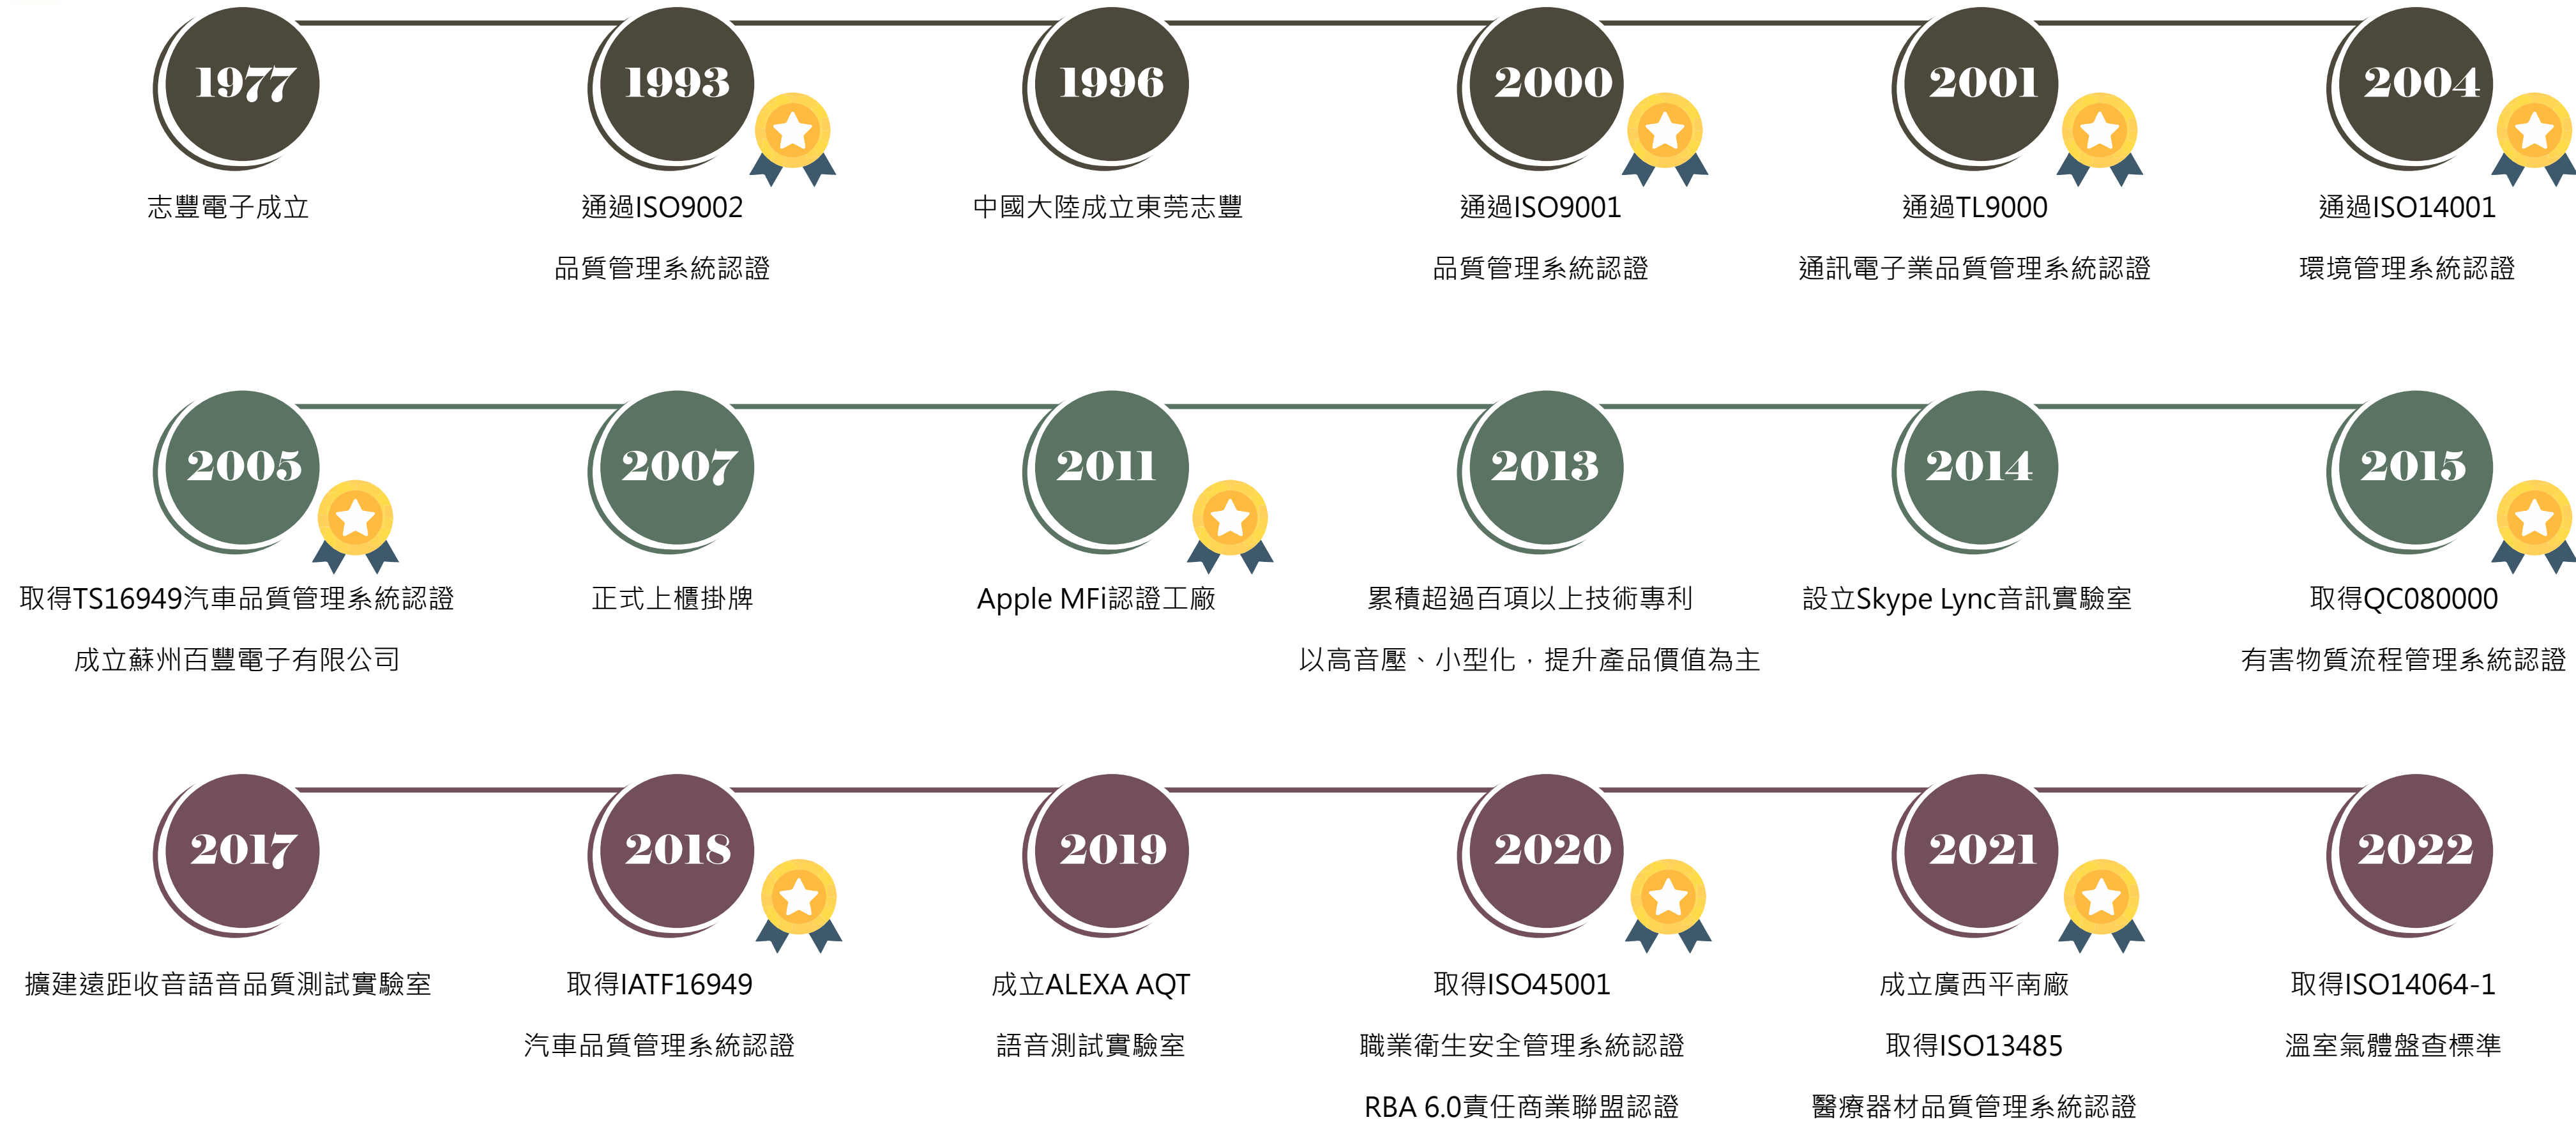 1977
志豐電子成立
1993
通過ISO9002
品質管理系統認證
1996
中國大陸成立東莞志豐
2000
通過ISO9001
品質管理系統認證
2001
通過TL9000
通訊電子業品質管理系統認證
2004
通過ISO14001
環境管理系統認證
2005
取得TS16949汽車品質管理系統認證
成立蘇州百豐電子有限公司
2007
正式上櫃掛牌
2011
Apple MFi認證工廠
2013
累積超過百項以上技術專利
以高音壓、小型化，提升產品價值為主
2014
設立Skype Lync音訊實驗室
2015
取得QC080000
有害物質流程管理系統認證
2017
擴建遠距收音語音品質測試實驗室
2018
取得IATF16949
汽車品質管理系統認證
2019
成立ALEXA AQT
語音測試實驗室
2020
取得ISO45001
職業衛生安全管理系統認證
RBA 6.0責任商業聯盟認證
2021
成立廣西平南廠
取得ISO13485
醫療器材品質管理系統認證
2022
取得ISO14064-1
溫室氣體盤查標準